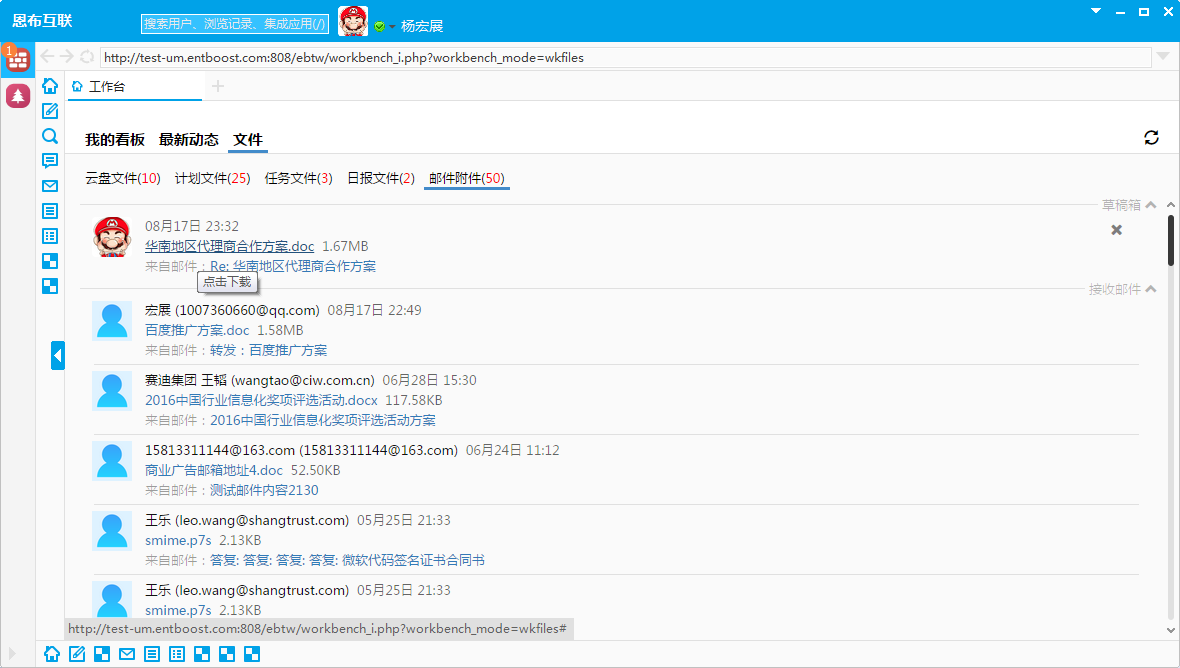 恩布互联
搜索用户、浏览记录、集成应用(/)
杨宏展
1
http://test-um.entboost.com:808/ebtw/workbench_i.php?workbench_mode=wkfiles
工作台
我的看板 最新动态 文件
云盘文件(10) 计划文件(25) 任务文件(3) 日报文件(2) 邮件附件(50)
草稿箱
08月17日 23:32
华南地区代理商合作方案.doc 1.67MB
来自邮件：Re: 华南地区代理商合作方案
点击下载
接收邮件
宏展 (1007360660@qq.com) 08月17日 22:49
百度推广方案.doc 1.58MB
来自邮件：转发：百度推广方案
赛迪集团 王韬 (wangtao@ciw.com.cn) 06月28日 15:30
2016中国行业信息化奖项评选活动.docx 117.58KB
来自邮件：2016中国行业信息化奖项评选活动方案
15813311144@163.com (15813311144@163.com) 06月24日 11:12
商业广告邮箱地址4.doc 52.50KB
来自邮件：测试邮件内容2130
王乐 (leo.wang@shangtrust.com) 05月25日 21:33
smime.p7s 2.13KB
来自邮件：答复: 答复: 答复: 答复: 微软代码签名证书合同书
王乐 (leo.wang@shangtrust.com) 05月25日 21:33
smime.p7s 2.13KB
http://test-um.entboost.com:808/ebtw/workbench_i.php?workbench_mode=wkfiles#